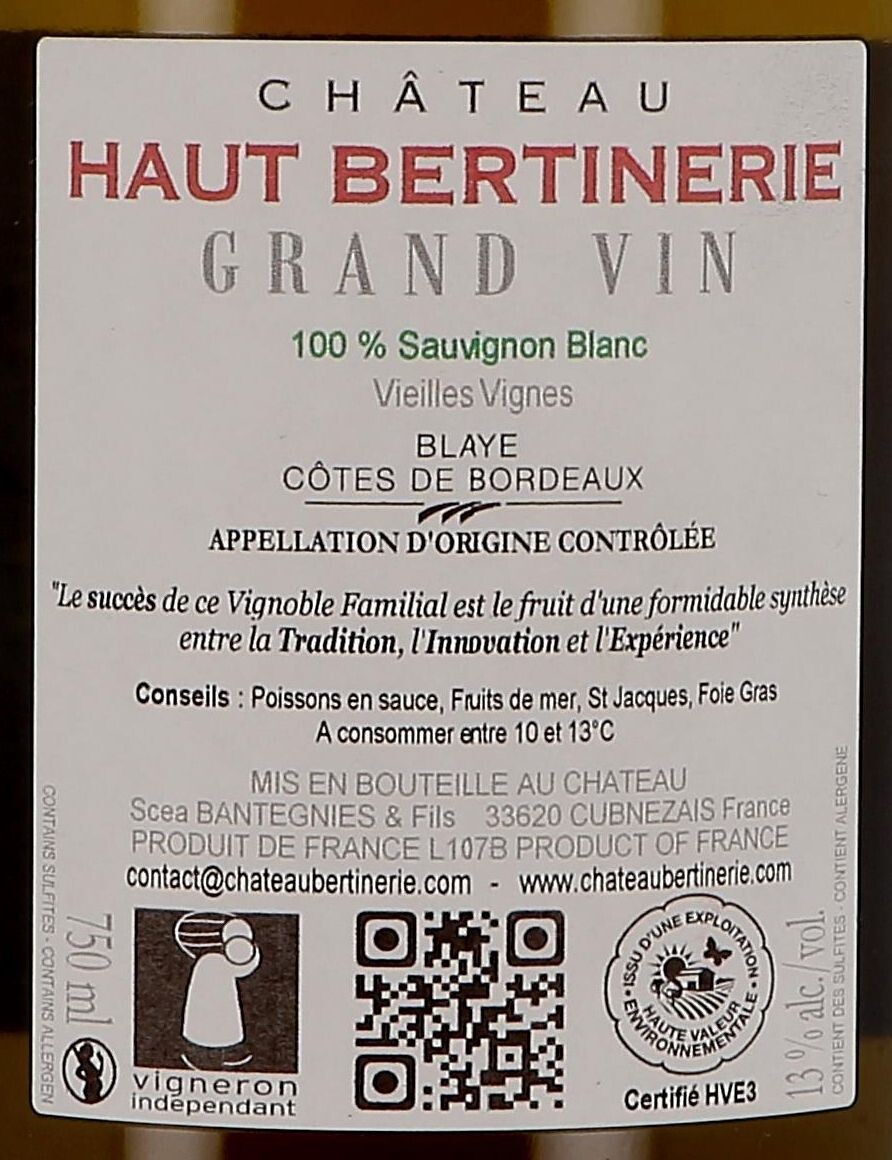 CHÂTEAU
HAUT BERTINERIE
GRAND VIN
100 % Sauvignon Blanc
Vieilles Vignes
BLAYE
CÔTES DE BORDEAUX
APPELLATION D'ORIGINE CONTRÔLÉE
"Le succès de ce Vignoble Familial est le fruit d'une formidable synthèse
entre la Tradition, l'Innovation et l'Expérience"
Conseils : Poissons en sauce, Fruits de mer, St Jacques, Foie Gras
A consommer entre 10 et 13°C
MIS EN BOUTEILLE AU CHATEAU
Scea BANTEGNIES & Fils 33620 CUBNEZAIS France
PRODUIT DE FRANCE L107B PRODUCT OF FRANCE
contact@chateaubertinerie.com - www.chateaubertinerie.com
CONTAINS SULFITES - CONTAINS ALLERGEN
750 ml
vigneron
indépendant
ISSU D'UNE EXPLOITATION
HAUTE VALEUR
ENVIRONNEMENTALE
Certifié HVE3
13 % alc./vol.
CONTIENT DES SULFITES - CONTIENT ALERGENE